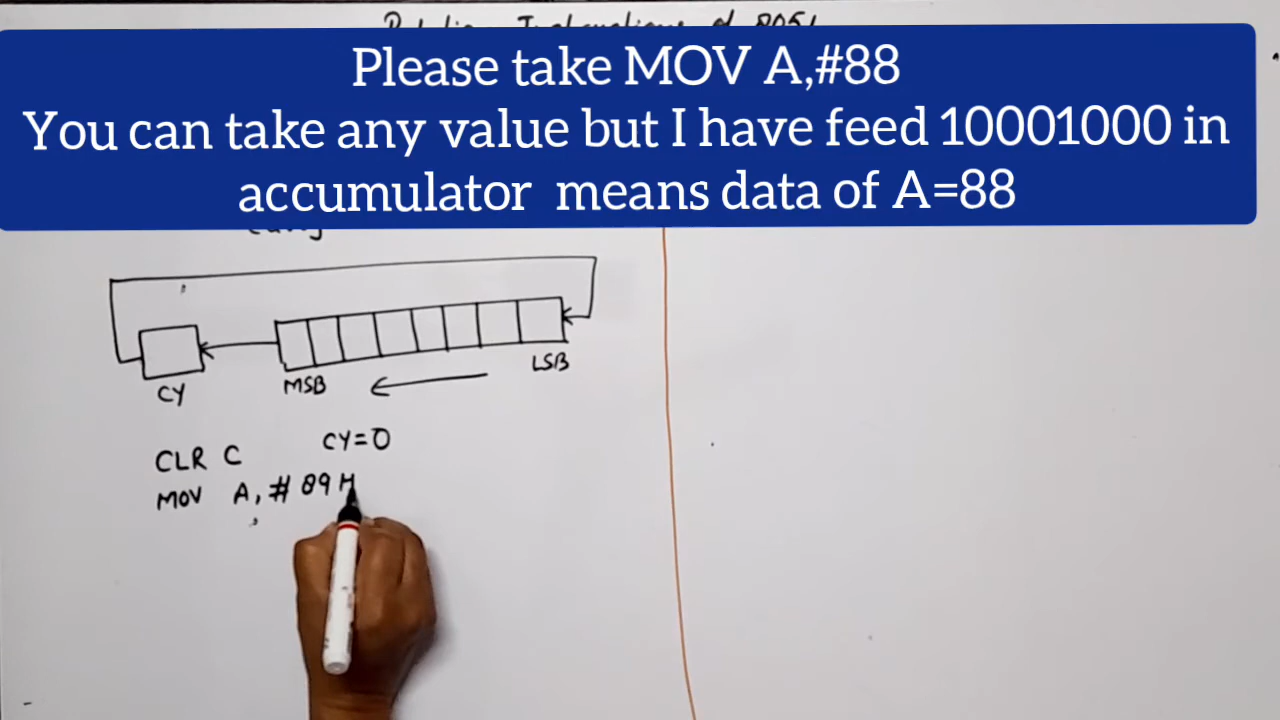 Please take MOV A,#88
You can take any value but I have feed 10001000 in
accumulator means data of A=88
MSB
LSB
CY
CLR C CY=0
MOV A, # 89 H